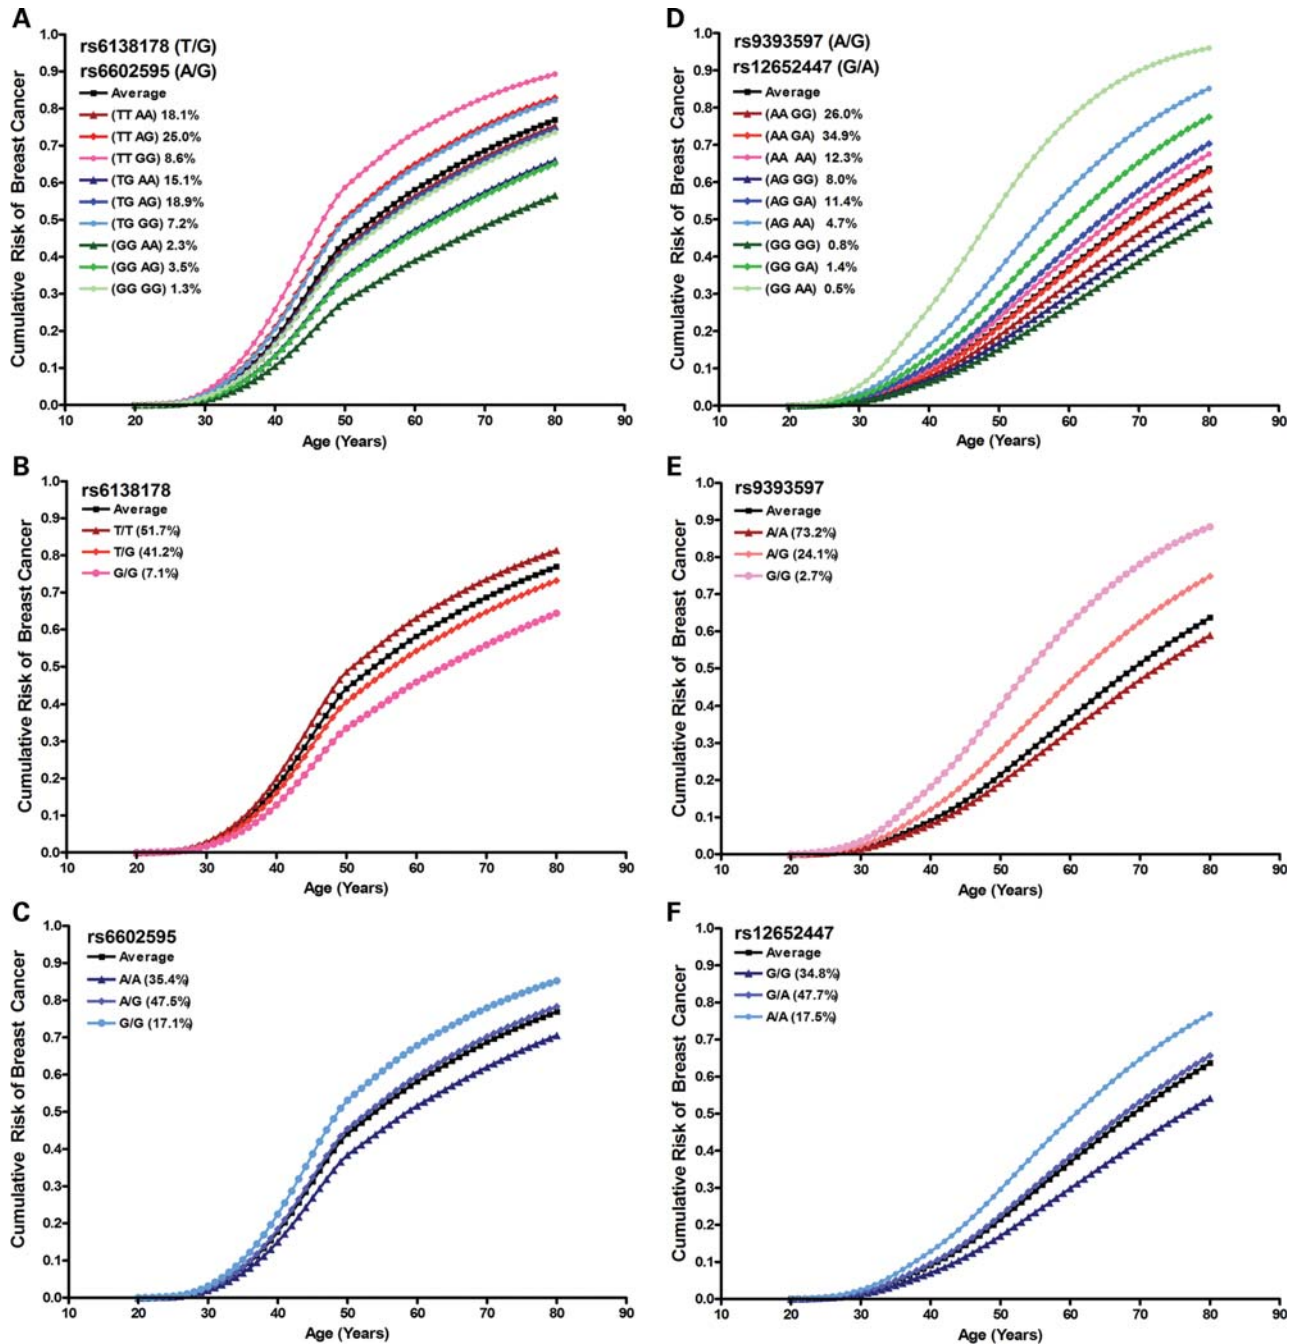 A
rs6138178 (T/G)
rs6602595 (A/G)
Average
(TT AA) 18.1%
(TT AG) 25.0%
(TT GG) 8.6%
(TG AA) 15.1%
(TG AG) 18.9%
(TG GG) 7.2%
(GG AA) 2.3%
(GG AG) 3.5%
(GG GG) 1.3%
Cumulative Risk of Breast Cancer
1.0
0.9
0.8
0.7
0.6
0.5
0.4
0.3
0.2
0.1
0.0
10 20 30 40 50 60 70 80 90
Age (Years)
D
rs9393597 (A/G)
rs12652447 (G/A)
Average
(AA GG) 26.0%
(AA GA) 34.9%
(AA AA) 12.3%
(AG GG) 8.0%
(AG GA) 11.4%
(AG AA) 4.7%
(GG GG) 0.8%
(GG GA) 1.4%
(GG AA) 0.5%
Cumulative Risk of Breast Cancer
1.0
0.9
0.8
0.7
0.6
0.5
0.4
0.3
0.2
0.1
0.0
10 20 30 40 50 60 70 80 90
Age (Years)
B
rs6138178
Average
T/T (51.7%)
T/G (41.2%)
G/G (7.1%)
Cumulative Risk of Breast Cancer
1.0
0.9
0.8
0.7
0.6
0.5
0.4
0.3
0.2
0.1
0.0
10 20 30 40 50 60 70 80 90
Age (Years)
E
rs9393597
Average
A/A (73.2%)
A/G (24.1%)
G/G (2.7%)
Cumulative Risk of Breast Cancer
1.0
0.9
0.8
0.7
0.6
0.5
0.4
0.3
0.2
0.1
0.0
10 20 30 40 50 60 70 80 90
Age (Years)
C
rs6602595
Average
A/A (35.4%)
A/G (47.5%)
G/G (17.1%)
Cumulative Risk of Breast Cancer
1.0
0.9
0.8
0.7
0.6
0.5
0.4
0.3
0.2
0.1
0.0
10 20 30 40 50 60 70 80 90
Age (Years)
F
rs12652447
Average
G/G (34.8%)
G/A (47.7%)
A/A (17.5%)
Cumulative Risk of Breast Cancer
1.0
0.9
0.8
0.7
0.6
0.5
0.4
0.3
0.2
0.1
0.0
10 20 30 40 50 60 70 80 90
Age (Years)